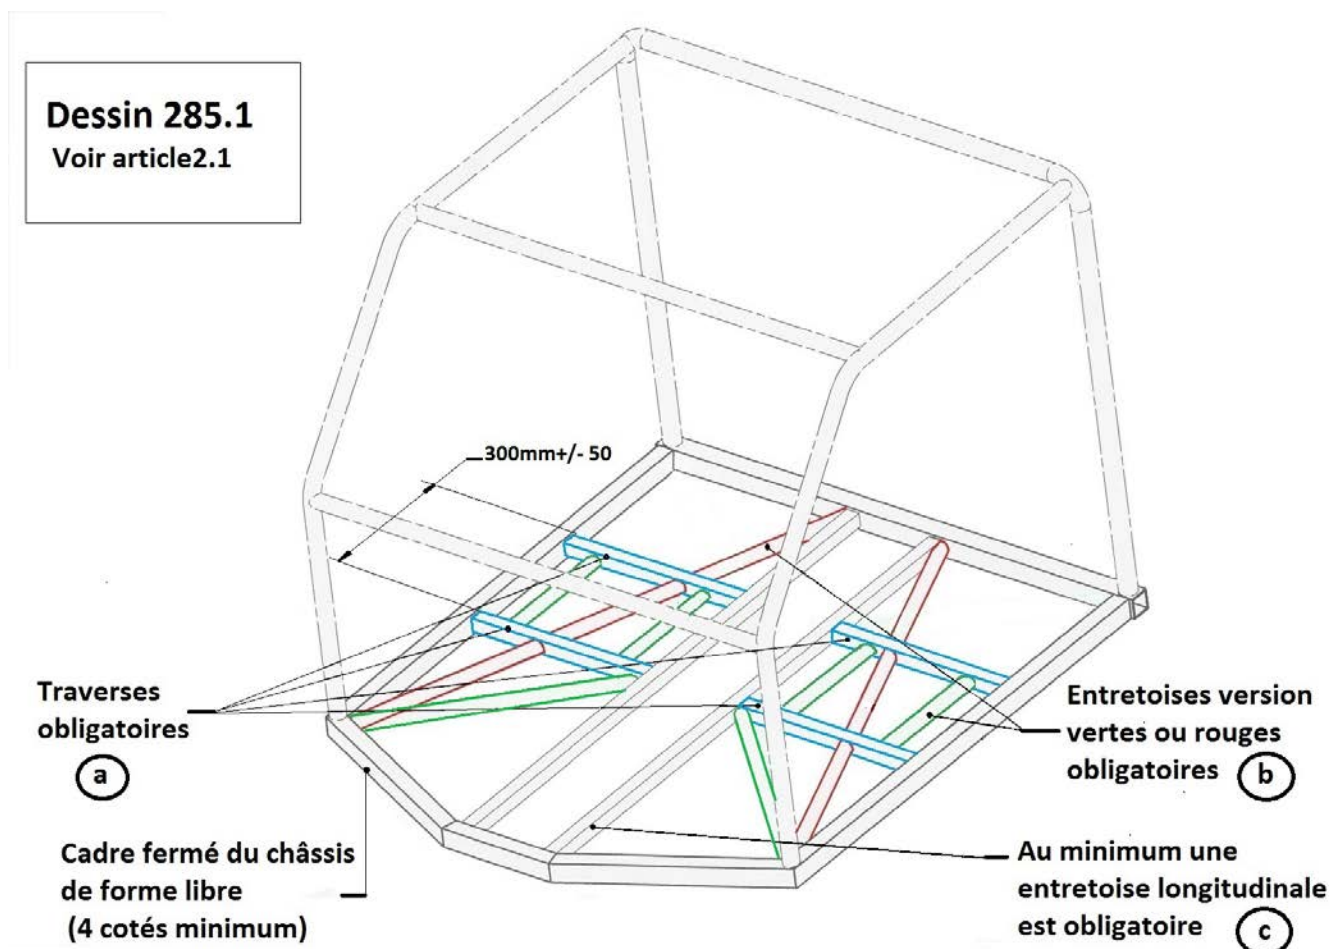 Dessin 285.1
Voir article2.1
300mm+/- 50
Traverses
obligatoires
a
Entretoises version
vertes ou rouges
obligatoires
b
Cadre fermé du châssis
de forme libre
(4 cotés minimum)
Au minimum une
entretoise longitudinale
est obligatoire
c